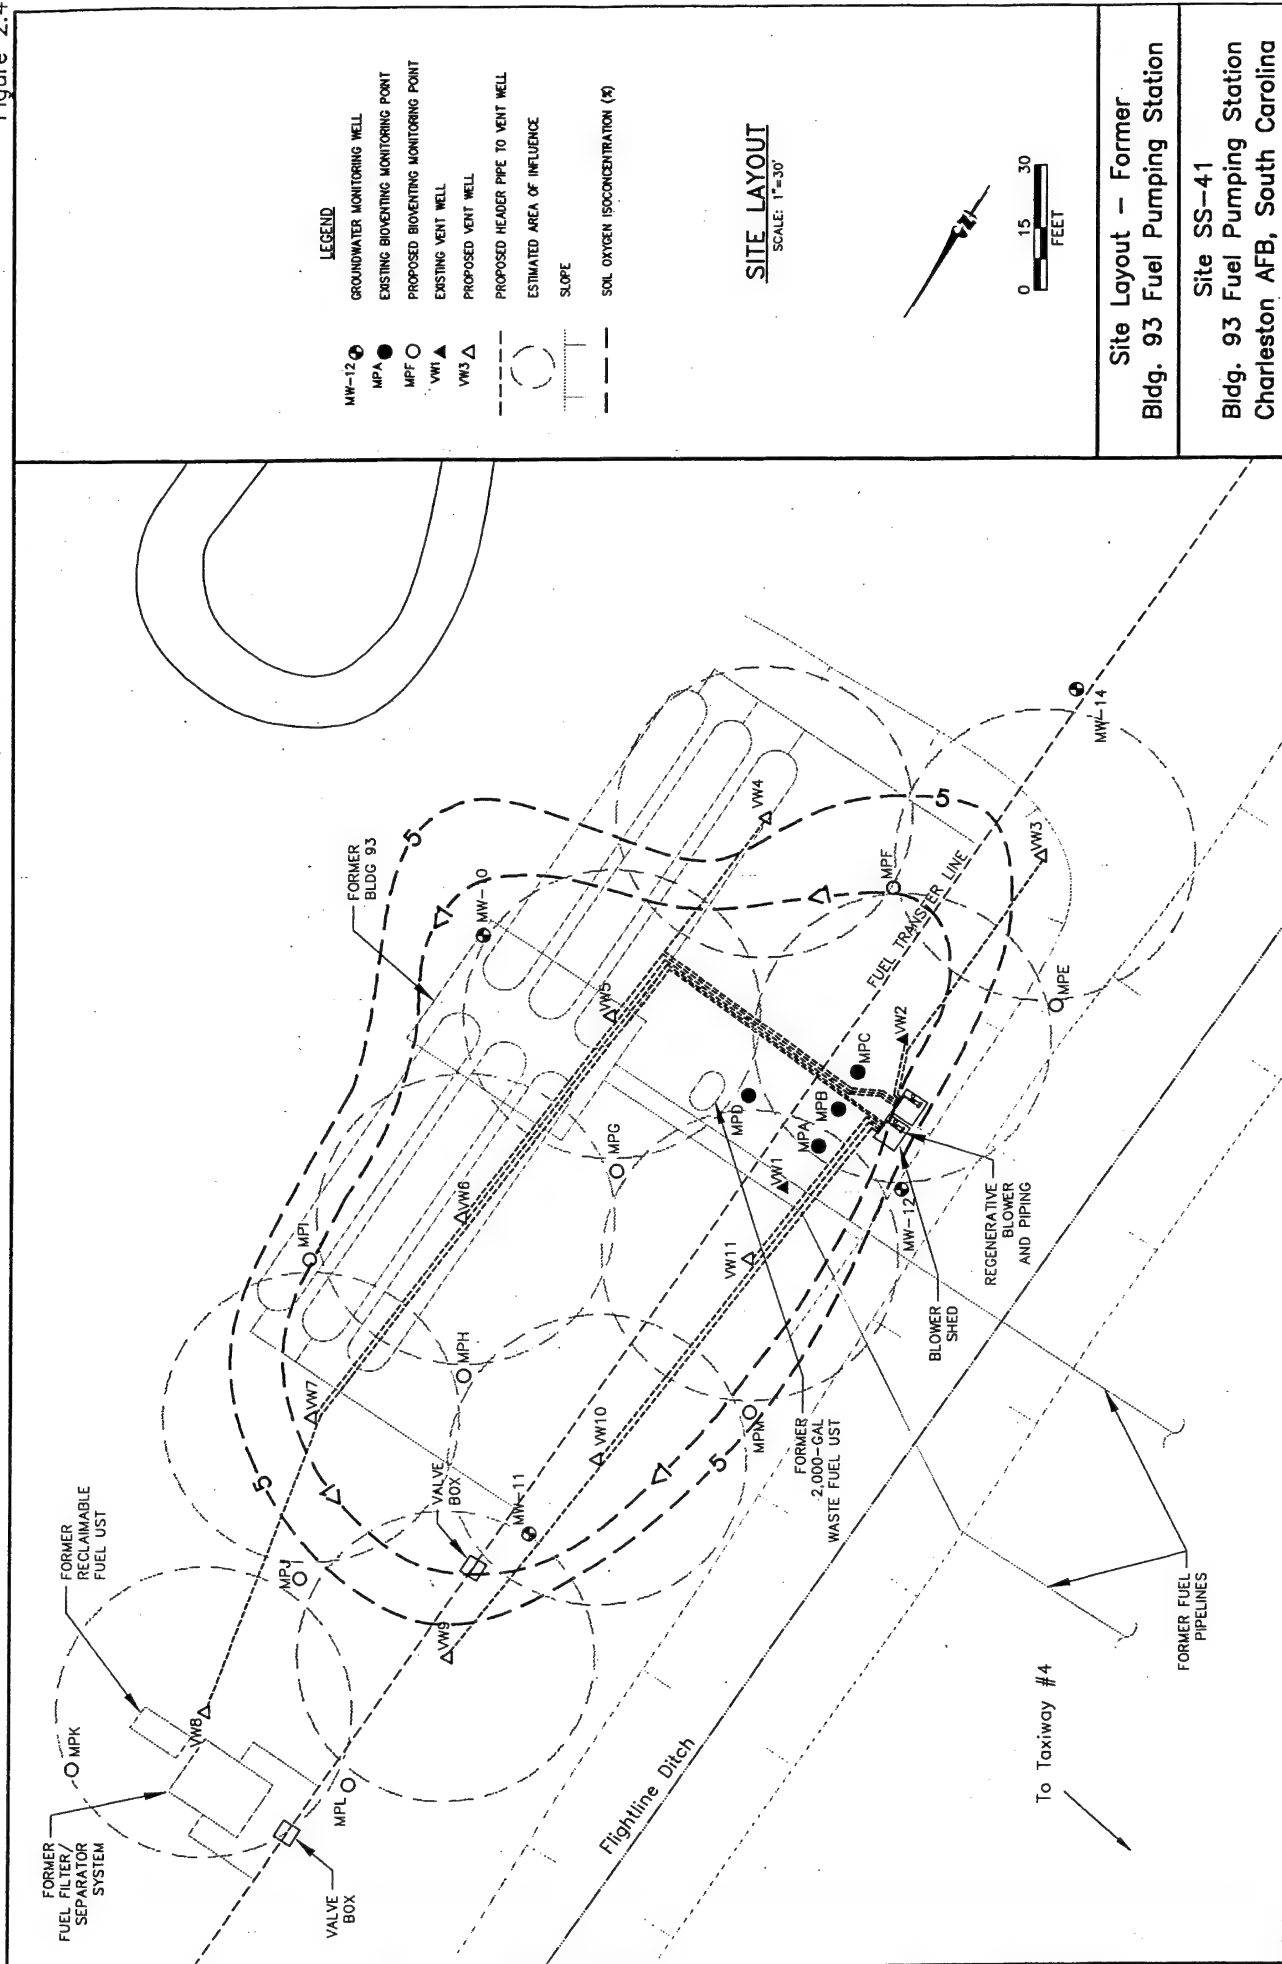 Figure 2.4
LEGEND
MW-12 GROUNDWATER MONITORING WELL
MPA EXISTING BIOVENTING MONITORING POINT
MPF PROPOSED BIOVENTING MONITORING POINT
VW1 EXISTING VENT WELL
VW3 PROPOSED VENT WELL
PROPOSED HEADER PIPE TO VENT WELL
ESTIMATED AREA OF INFLUENCE
SLOPE
SOIL OXYGEN ISOCONCENTRATION (%)
SITE LAYOUT
SCALE: 1"=30'
0 15 30
FEET
Site Layout – Former
Bldg. 93 Fuel Pumping Station
Site SS-41
Bldg. 93 Fuel Pumping Station
Charleston AFB, South Carolina
FORMER
FUEL FILTER/
SEPARATOR
SYSTEM
MPK
FORMER
RECLAIMABLE
FUEL UST
VW8
VALVE
BOX
MPL
MPJ
VW9
VALVE
BOX
MW-11
VW7
MPI
MPH
VW10
VW6
MPG
VW11
MPM
FORMER
BLDG 93
MW-10
VW5
VW4
MPD
MPB
MPA
MPC
VW1
VW2
MPF
FUEL TRANSFER LINE
VW3
MPE
MW-14
MW-12
5
5
5
5
REGENERATIVE
BLOWER
AND PIPING
BLOWER
SHED
FORMER
2,000-GAL
WASTE FUEL UST
FORMER FUEL
PIPELINES
Flightline Ditch
To Taxiway #4